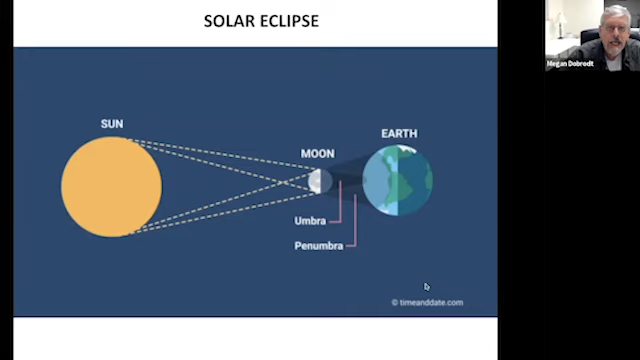 SOLAR ECLIPSE
SUN
MOON
EARTH
Umbra
Penumbra
© timeanddate.com
Megan Dobrodt